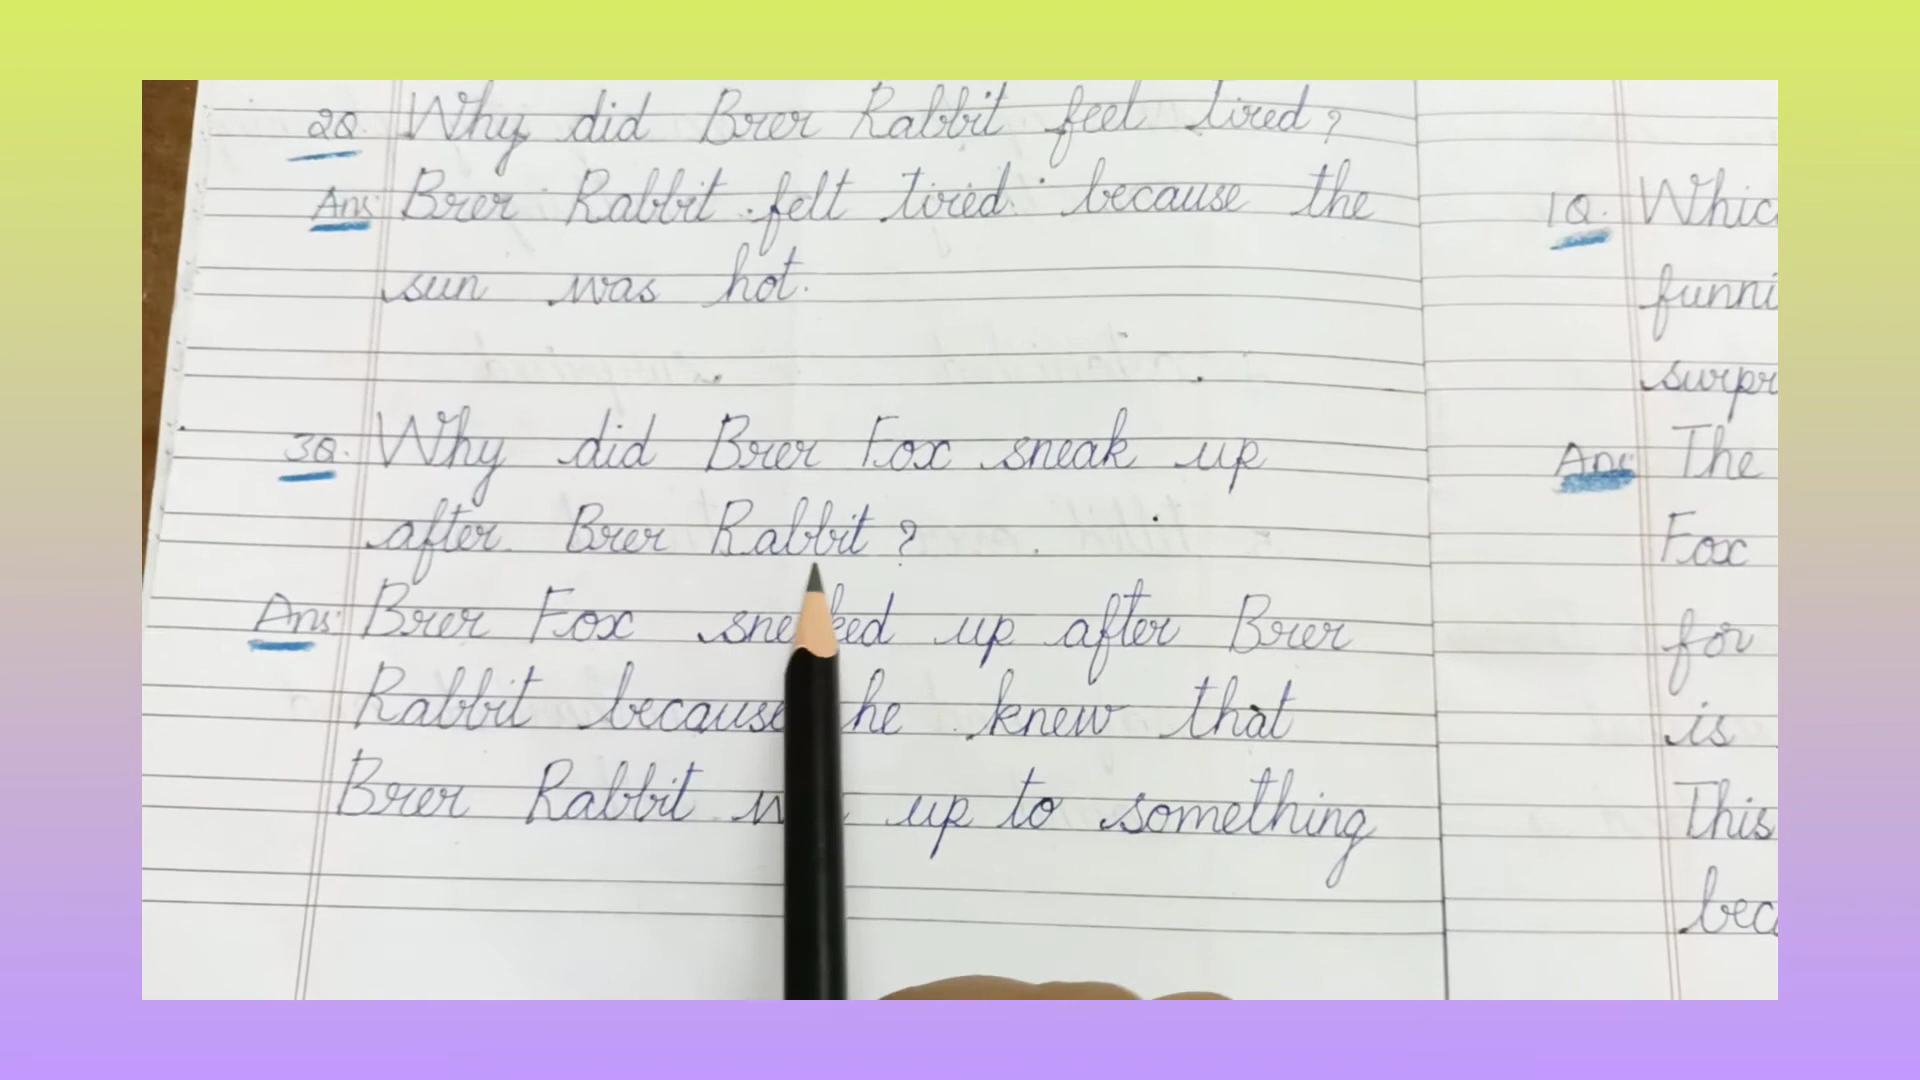 2Q. Why did Brer Rabbit feel tired?
Ans: Brer Rabbit felt tired because the
sun was hot.
3Q. Why did Brer Fox sneak up
after Brer Rabbit?
Ans: Brer Fox up after Brer
Rabbit because he knew that
Brer Rabbit up to something
1Q.
Ans: The
Fox
for
is
This